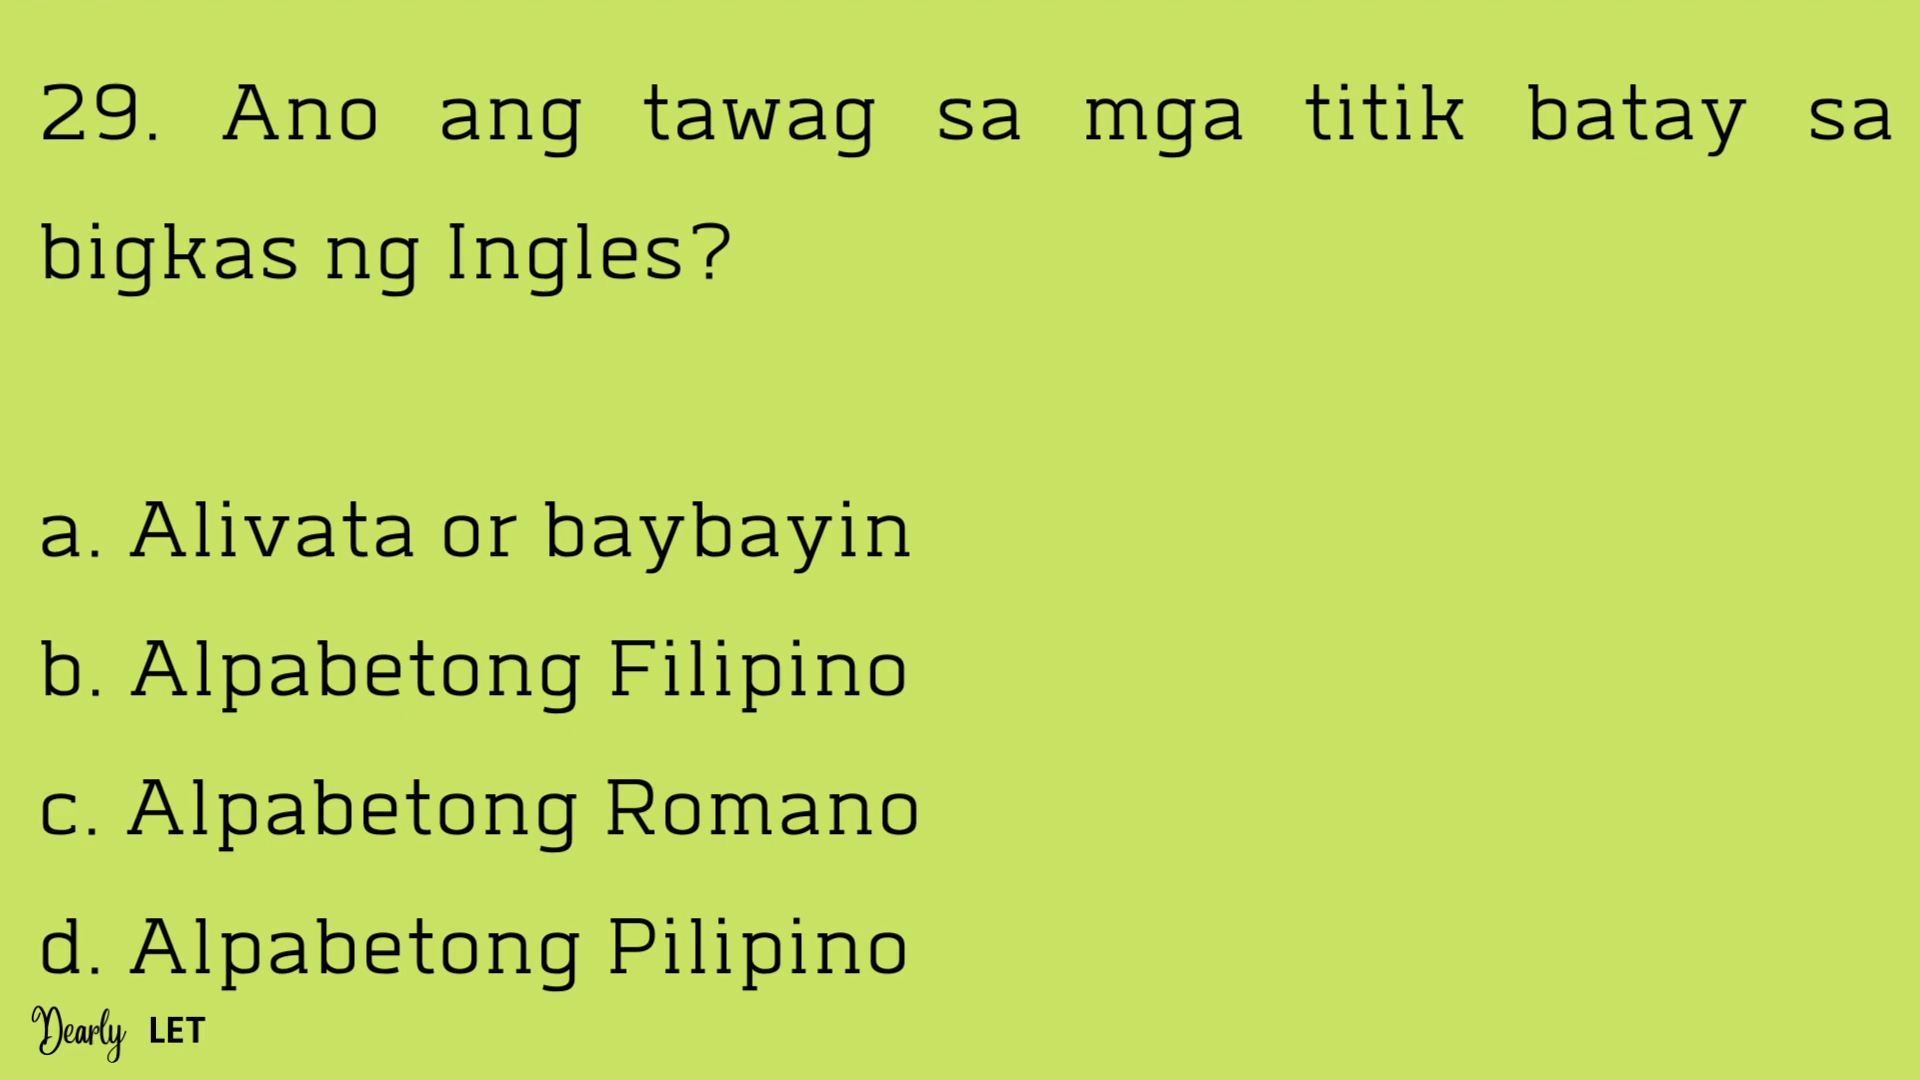 29. Ano ang tawag sa mga titik batay sa
bigkas ng Ingles?
a. Alivata or baybayin
b. Alpabetong Filipino
c. Alpabetong Romano
d. Alpabetong Pilipino
Dearly LET